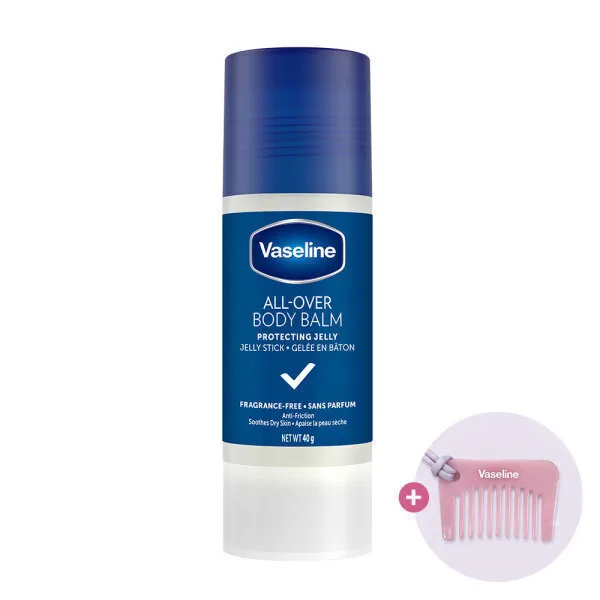 Vaseline
ALL-OVER
BODY BALM
PROTECTING JELLY
JELLY STICK • GELÉE EN BÂTON
FRAGRANCE-FREE • SANS PARFUM
Anti-Friction
Soothes Dry Skin • Apaise la peau sèche
NET WT 40 g
+
Vaseline